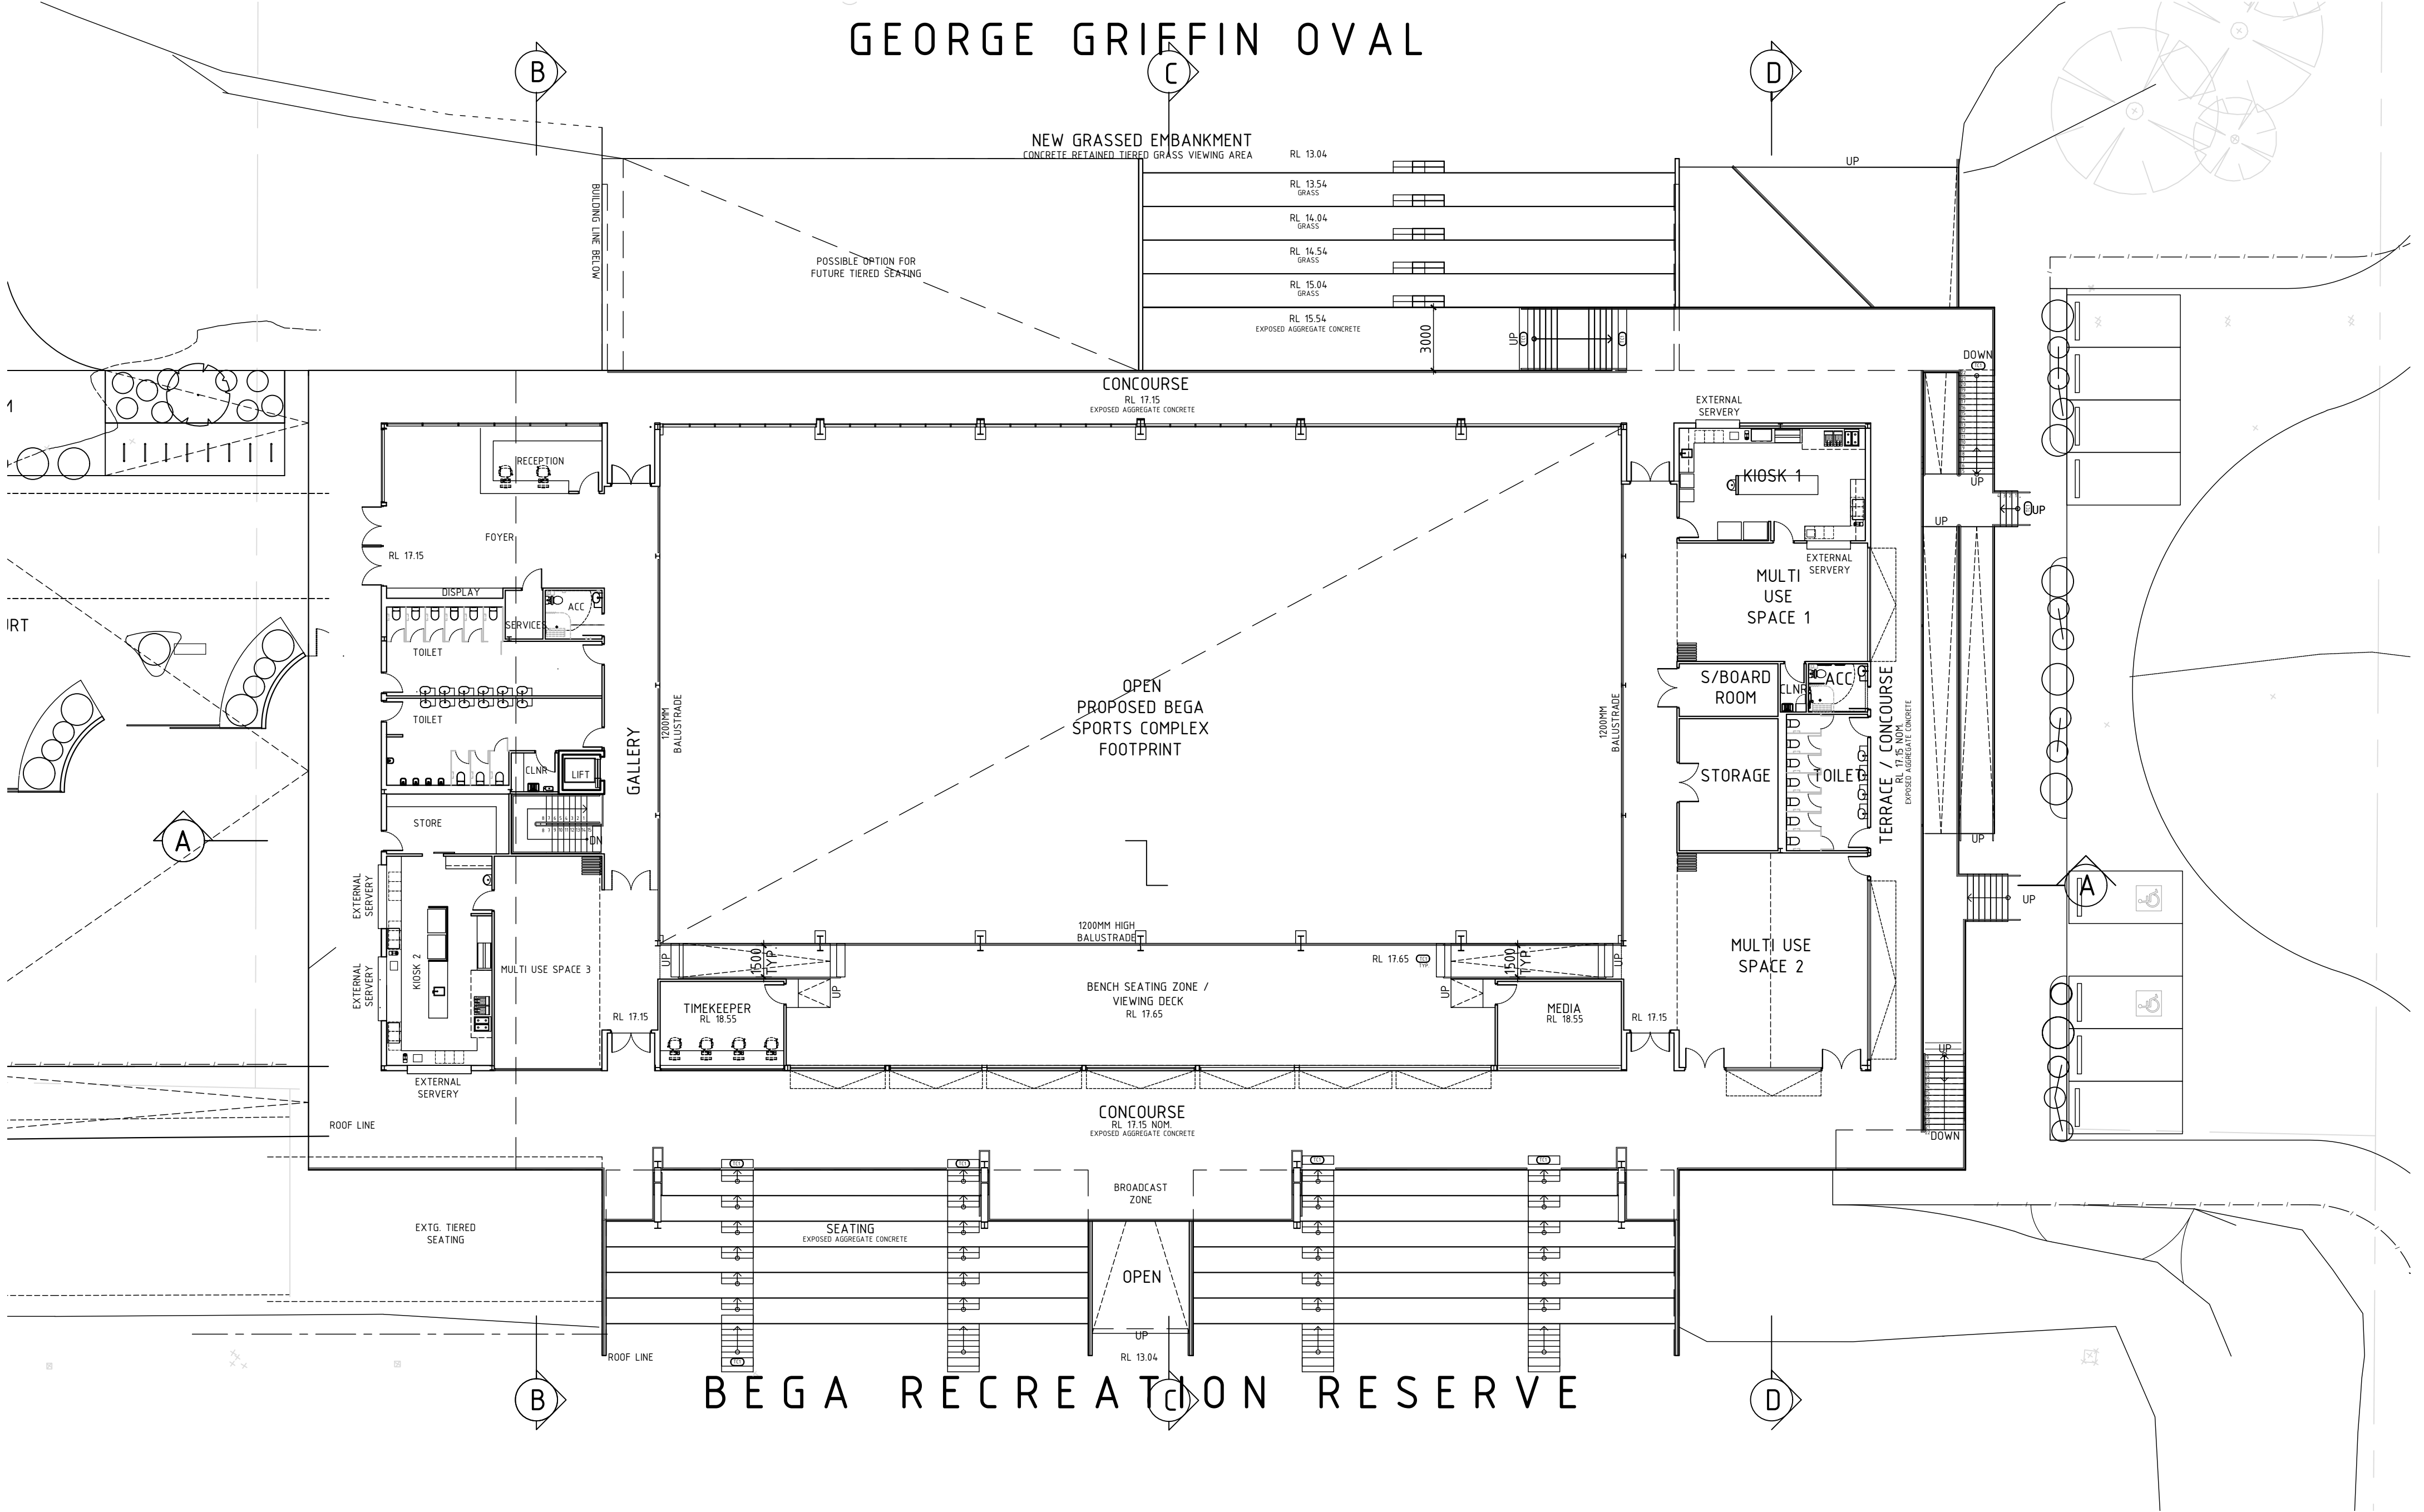 GEORGE GRIFFIN OVAL
B
C
D
NEW GRASSED EMBANKMENT
CONCRETE RETAINED TIERED GRASS VIEWING AREA
RL 13.04
UP
BUILDING LINE BELOW
RL 13.54
GRASS
RL 14.04
GRASS
POSSIBLE OPTION FOR
FUTURE TIERED SEATING
RL 14.54
GRASS
RL 15.04
GRASS
RL 15.54
EXPOSED AGGREGATE CONCRETE
3000
UP
DOWN
CONCOURSE
RL 17.15
EXPOSED AGGREGATE CONCRETE
EXTERNAL
SERVERY
RECEPTION
KIOSK 1
UP
UP
UP
FOYER
RL 17.15
EXTERNAL
SERVERY
DISPLAY
SERVICES
ACC
MULTI
USE
SPACE 1
URT
TOILET
TOILET
GALLERY
1200MM
BALUSTRADE
OPEN
PROPOSED BEGA
SPORTS COMPLEX
FOOTPRINT
1200MM
BALUSTRADE
S/BOARD
ROOM
CLNR
ACC
TERRACE / CONCOURSE
RL 17.15 NOM.
EXPOSED AGGREGATE CONCRETE
CLNR
LIFT
STORAGE
TOILET
STORE
DN
A
UP
A
EXTERNAL
SERVERY
UP
1200MM HIGH
BALUSTRADE
MULTI USE
SPACE 2
KIOSK 2
MULTI USE SPACE 3
EXTERNAL
SERVERY
UP
1500
TYP.
RL 17.65
1500
TYP.
UP
UP
UP
BENCH SEATING ZONE /
VIEWING DECK
RL 17.65
RL 17.15
TIMEKEEPER
RL 18.55
MEDIA
RL 18.55
RL 17.15
UP
EXTERNAL
SERVERY
ROOF LINE
CONCOURSE
RL 17.15 NOM.
EXPOSED AGGREGATE CONCRETE
DOWN
BROADCAST
ZONE
EXTG. TIERED
SEATING
SEATING
EXPOSED AGGREGATE CONCRETE
OPEN
UP
ROOF LINE
RL 13.04
BEGA RECREATION RESERVE
B
C
D